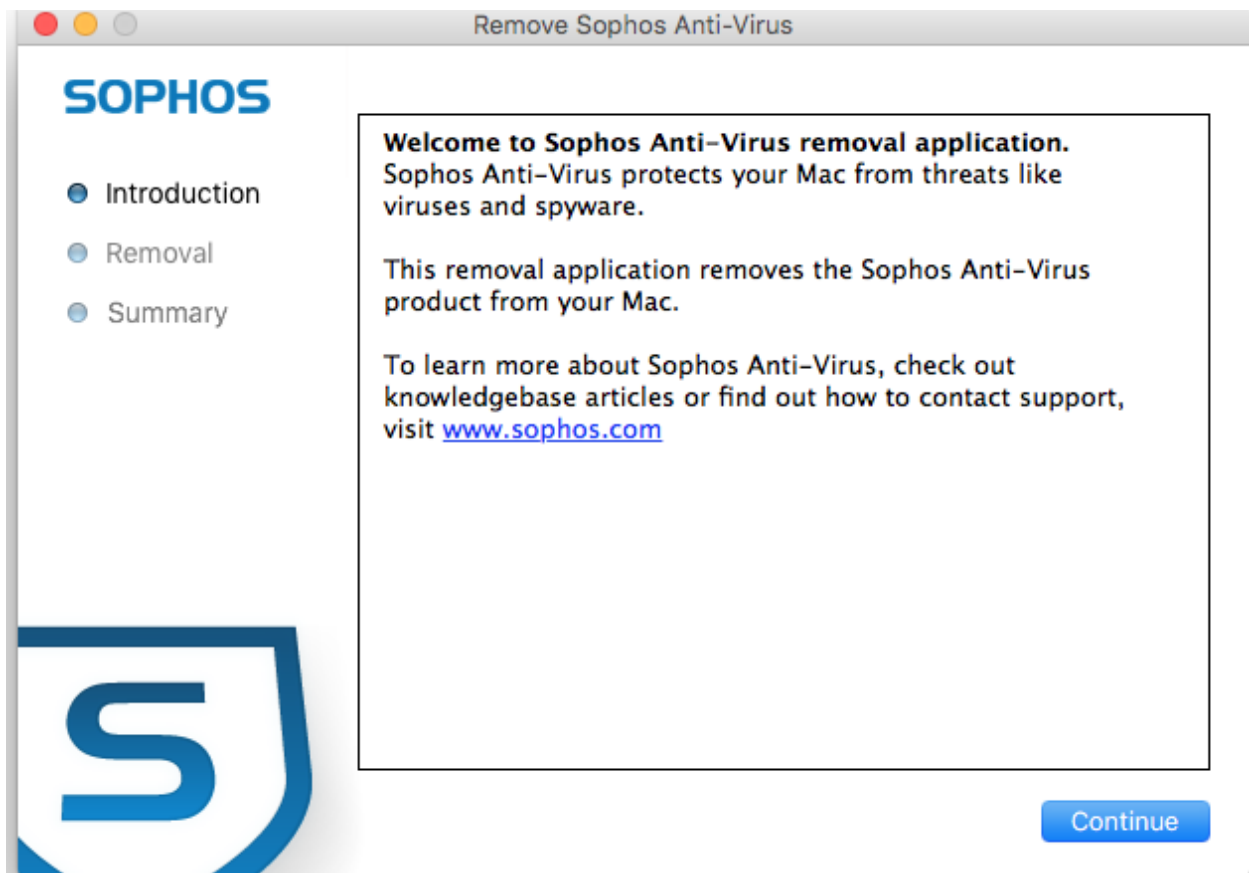 Remove Sophos Anti-Virus
SOPHOS
Introduction
Removal
Summary
Welcome to Sophos Anti-Virus removal application.
Sophos Anti-Virus protects your Mac from threats like
viruses and spyware.
This removal application removes the Sophos Anti-Virus
product from your Mac.
To learn more about Sophos Anti-Virus, check out
knowledgebase articles or find out how to contact support,
visit www.sophos.com
S
Continue